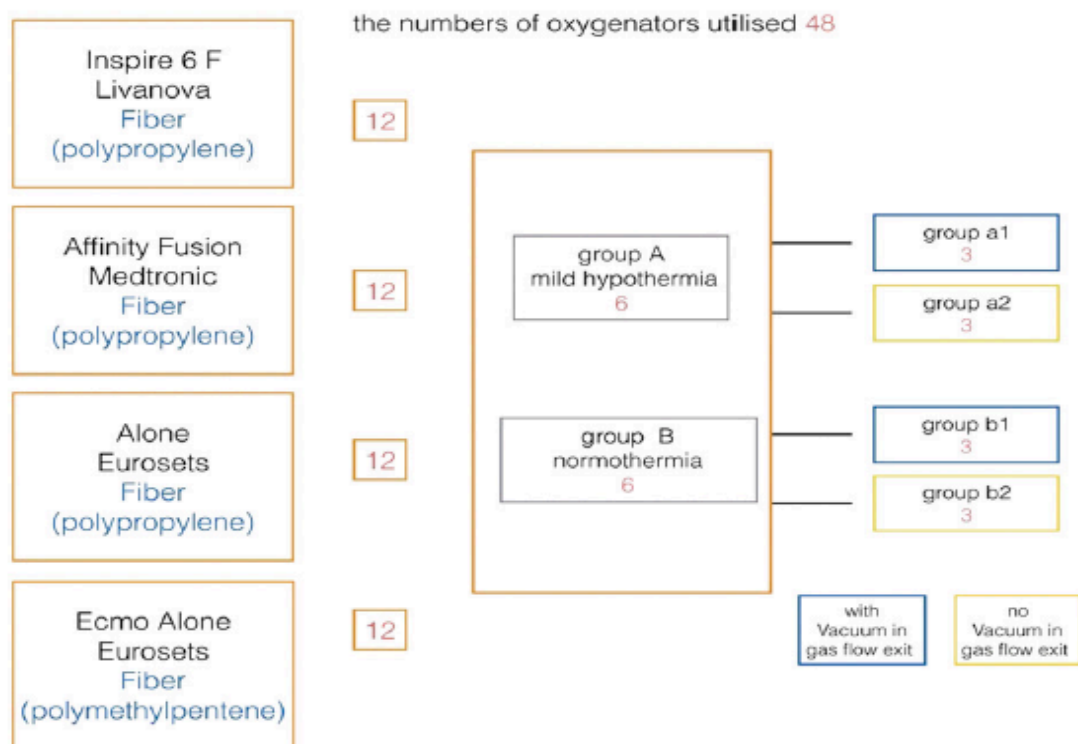 the numbers of oxygenators utilised 48
Inspire 6 F
Livanova
Fiber
(polypropylene)
12
Affinity Fusion
Medtronic
Fiber
(polypropylene)
12
Alone
Eurosets
Fiber
(polypropylene)
12
Ecmo Alone
Eurosets
Fiber
(polymethylpentene)
12
group A
mild hypothermia
6
group B
normothermia
6
group a1
3
group a2
3
group b1
3
group b2
3
with
Vacuum in
gas flow exit
no
Vacuum in
gas flow exit